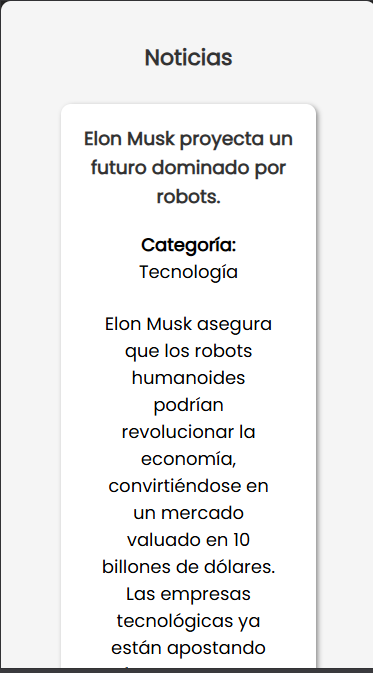 Noticias
Elon Musk proyecta un
futuro dominado por
robots.
Categoría:
Tecnología
Elon Musk asegura
que los robots
humanoides
podrían
revolucionar la
economía,
convirtiéndose en
un mercado
valuado en 10
billones de dólares.
Las empresas
tecnológicas ya
están apostando